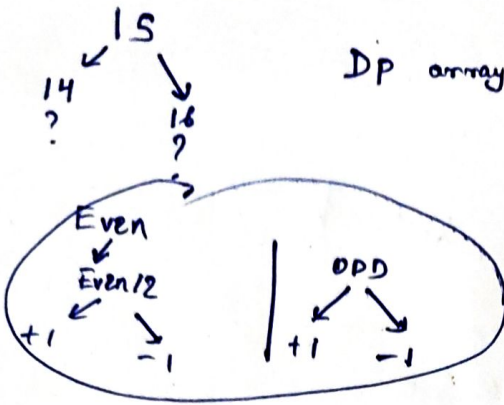 15
DP array
14
16
?
?
Even
Even/2
ODD
+1
-1
+1
-1